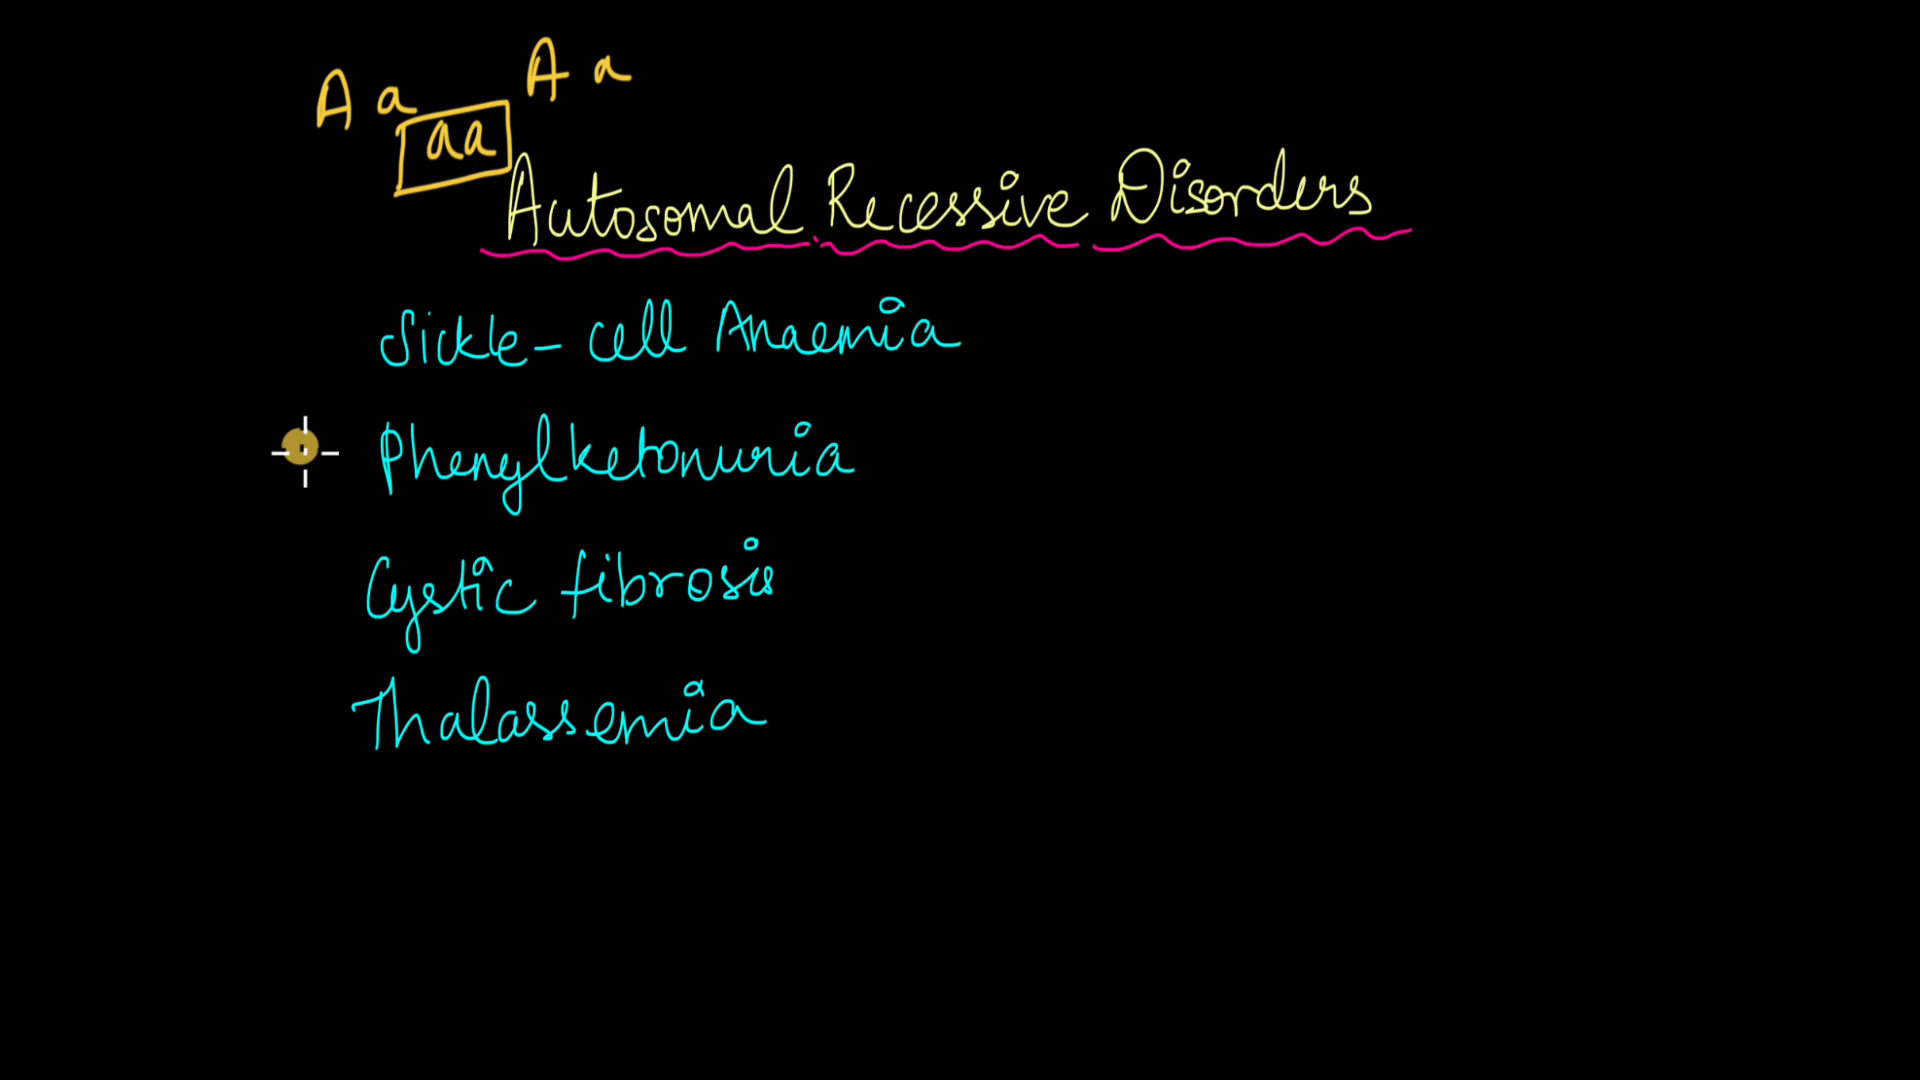 A a
A a
aa
Autosomal Recessive Disorders
Sickle-cell Anaemia
Phenylketonuria
Cystic fibrosis
Thalassemia